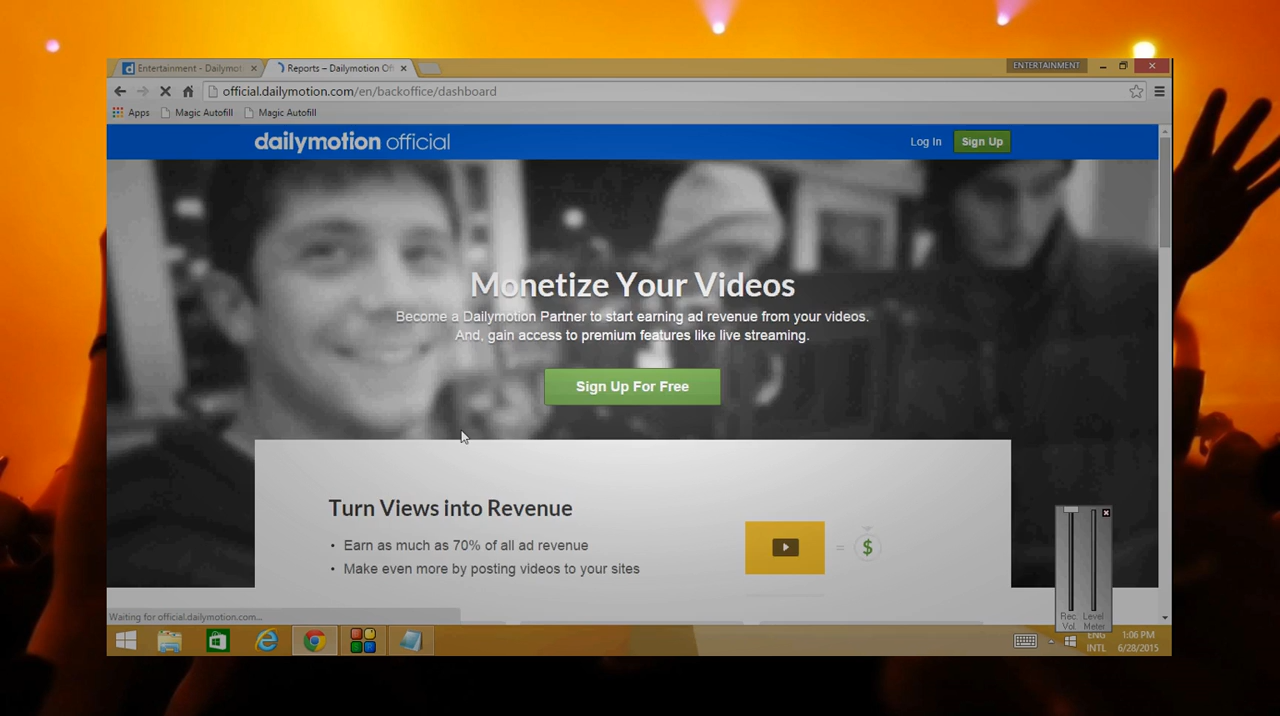 Entertainment - Dailymoti
Reports – Dailymotion Of
ENTERTAINMENT
official.dailymotion.com/en/backoffice/dashboard
Apps Magic Autofill Magic Autofill
dailymotion official
Log In Sign Up
Monetize Your Videos
Become a Dailymotion Partner to start earning ad revenue from your videos.
And, gain access to premium features like live streaming.
Sign Up For Free
Turn Views into Revenue
• Earn as much as 70% of all ad revenue
• Make even more by posting videos to your sites
= $
Rec Level
Vol Meter
Waiting for official.dailymotion.com...
ENG 1:06 PM
INTL 6/28/2015